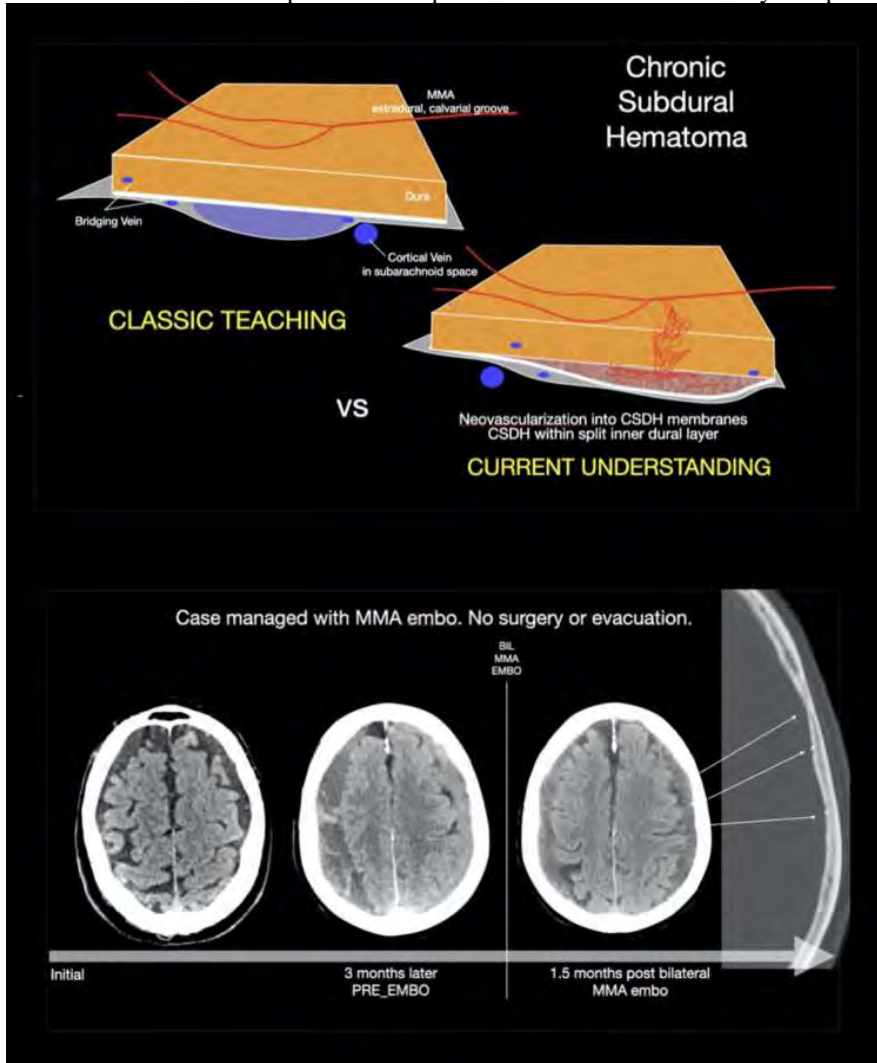 Chronic
Subdural
Hematoma
MMA
extradural, calvarial groove
Dura
Bridging Vein
Cortical Vein
in subarachnoid space
CLASSIC TEACHING
VS
Neovascularization into CSDH membranes
CSDH within split inner dural layer
CURRENT UNDERSTANDING
Case managed with MMA embo. No surgery or evacuation.
BIL
MMA
EMBO
Initial
3 months later
PRE_EMBO
1.5 months post bilateral
MMA embo